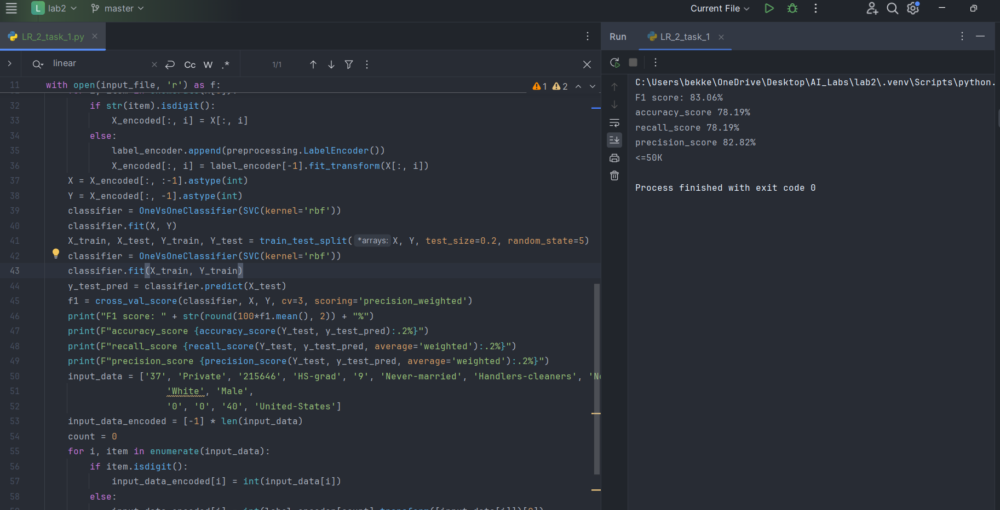 L lab2 master Current File
LR_2_task_1.py
linear Cc W .* 1/1
11 with open(input_file, 'r') as f: 1 2
32 if str(item).isdigit():
33 X_encoded[:, i] = X[:, i]
34 else:
35 label_encoder.append(preprocessing.LabelEncoder())
36 X_encoded[:, i] = label_encoder[-1].fit_transform(X[:, i])
37 X = X_encoded[:, :-1].astype(int)
38 Y = X_encoded[:, -1].astype(int)
39 classifier = OneVsOneClassifier(SVC(kernel='rbf'))
40 classifier.fit(X, Y)
41 X_train, X_test, Y_train, Y_test = train_test_split( *arrays: X, Y, test_size=0.2, random_state=5)
42 classifier = OneVsOneClassifier(SVC(kernel='rbf'))
43 classifier.fit(X_train, Y_train)
44 y_test_pred = classifier.predict(X_test)
45 f1 = cross_val_score(classifier, X, Y, cv=3, scoring='precision_weighted')
46 print("F1 score: " + str(round(100*f1.mean(), 2)) + "%")
47 print(F"accuracy_score {accuracy_score(Y_test, y_test_pred):.2%}")
48 print(F"recall_score {recall_score(Y_test, y_test_pred, average='weighted'):.2%}")
49 print(F"precision_score {precision_score(Y_test, y_test_pred, average='weighted'):.2%}")
50 input_data = ['37', 'Private', '215646', 'HS-grad', '9', 'Never-married', 'Handlers-cleaners',
51 'White', 'Male',
52 '0', '0', '40', 'United-States']
53 input_data_encoded = [-1] * len(input_data)
54 count = 0
55 for i, item in enumerate(input_data):
56 if item.isdigit():
57 input_data_encoded[i] = int(input_data[i])
58 else:
Run LR_2_task_1
C:\Users\bekke\OneDrive\Desktop\AI_Labs\lab2\.venv\Scripts\python.
F1 score: 83.06%
accuracy_score 78.19%
recall_score 78.19%
precision_score 82.82%
<=50K
Process finished with exit code 0